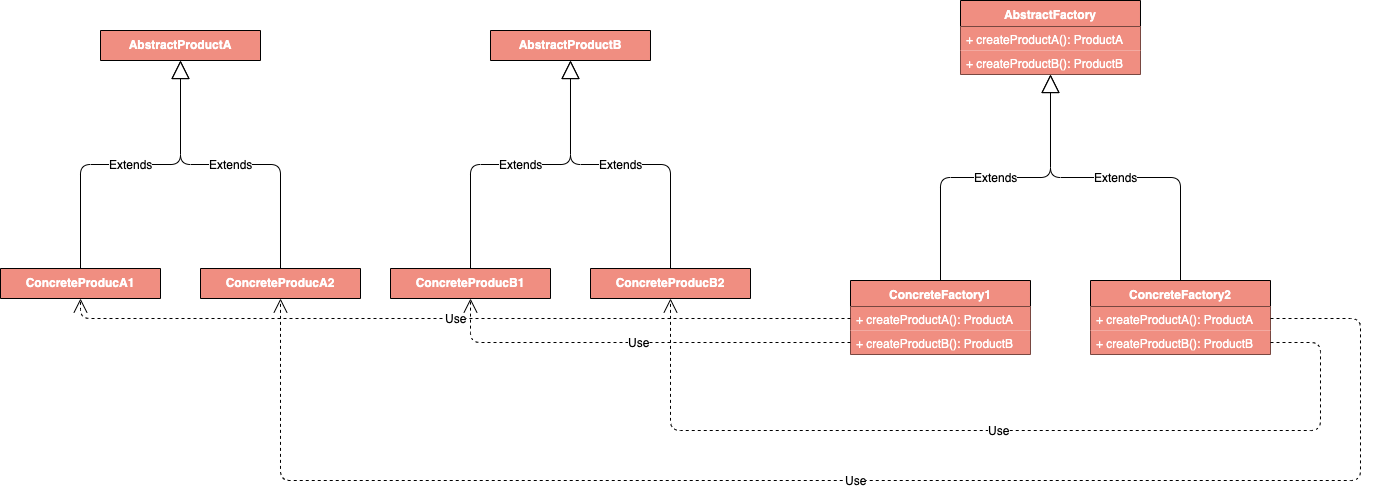 AbstractFactory
+ createProductA(): ProductA
+ createProductB(): ProductB
AbstractProductA
AbstractProductB
Extends
Extends
Extends
Extends
Extends
Extends
ConcreteProducA1
ConcreteProducA2
ConcreteProducB1
ConcreteProducB2
ConcreteFactory1
+ createProductA(): ProductA
+ createProductB(): ProductB
ConcreteFactory2
+ createProductA(): ProductA
+ createProductB(): ProductB
Use
Use
Use
Use